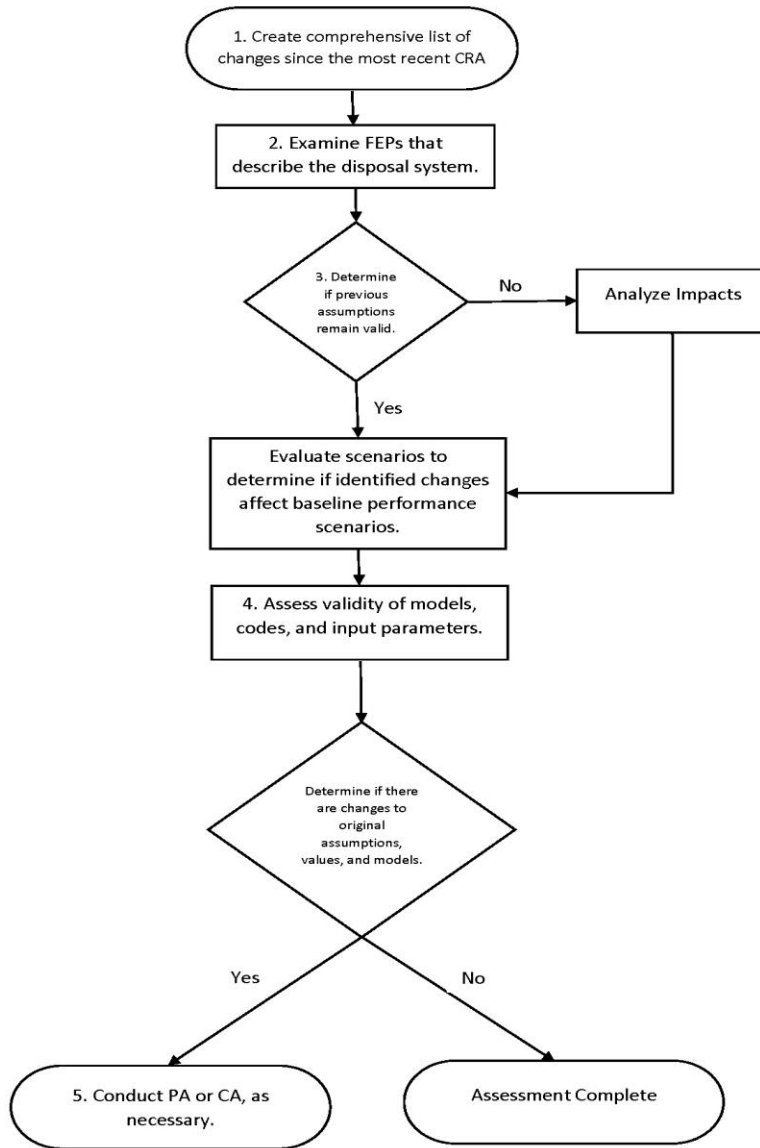 1. Create comprehensive list of
changes since the most recent CRA
2. Examine FEPs that
describe the disposal system.
3. Determine
if previous
assumptions
remain valid.
No
Analyze Impacts
Yes
Evaluate scenarios to
determine if identified changes
affect baseline performance
scenarios.
4. Assess validity of models,
codes, and input parameters.
Determine if there
are changes to
original
assumptions,
values, and models.
Yes
No
5. Conduct PA or CA, as
necessary.
Assessment Complete